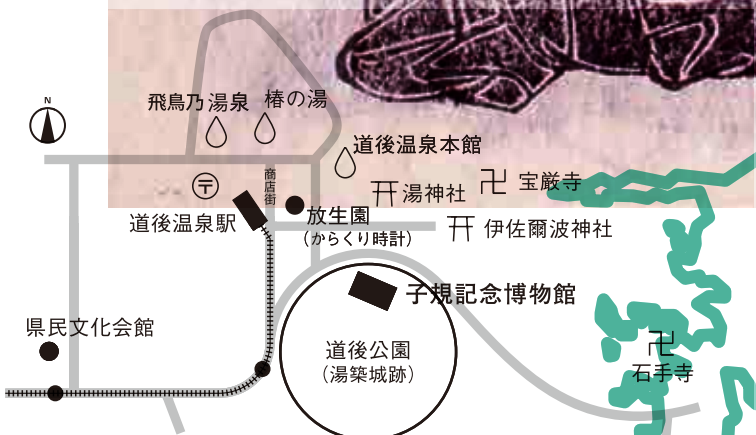 N
飛鳥乃湯泉
椿の湯
道後温泉本館
商店街
〒
湯神社
宝厳寺
道後温泉駅
放生園
（からくり時計）
伊佐爾波神社
子規記念博物館
県民文化会館
道後公園
（湯築城跡）
石手寺